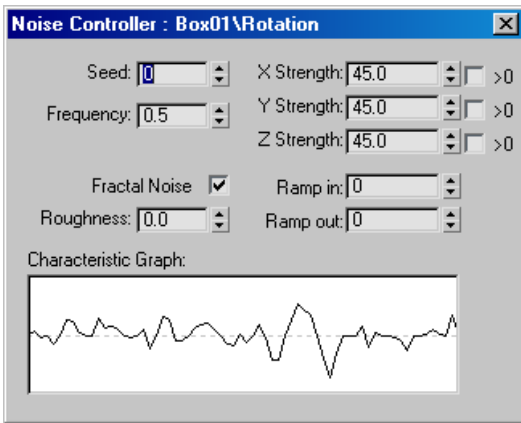 Noise Controller : Box01\Rotation
Seed: 0 X Strength: 45.0 >0
Frequency: 0.5 Y Strength: 45.0 >0
Z Strength: 45.0 >0
Fractal Noise Ramp in: 0
Roughness: 0.0 Ramp out: 0
Characteristic Graph: